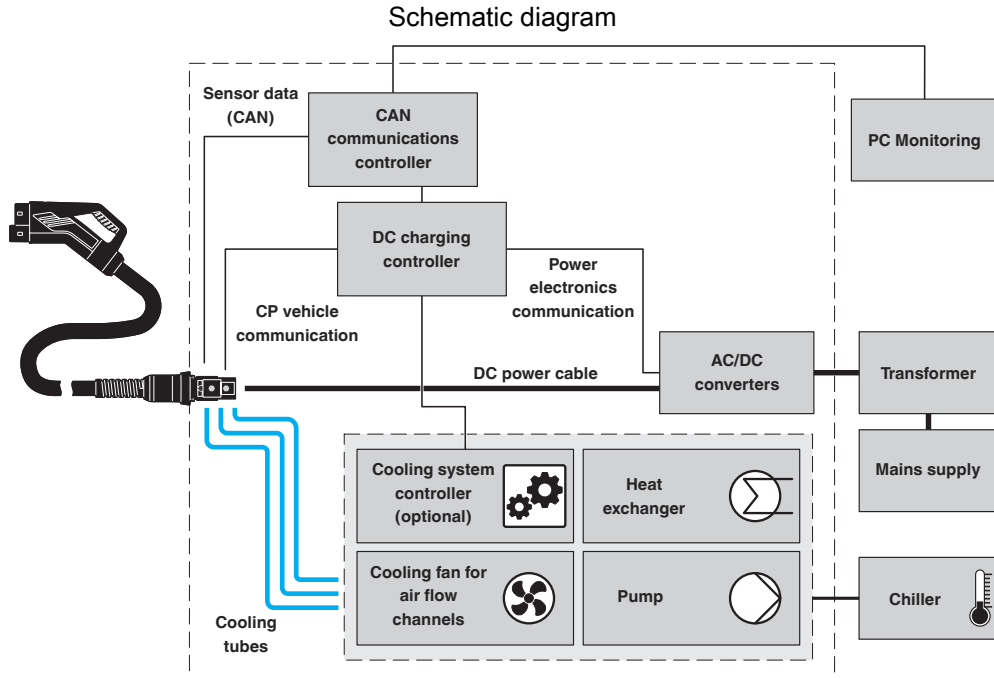 Schematic diagram
Sensor data
(CAN)
CAN
communications
controller
PC Monitoring
DC charging
controller
Power
electronics
communication
CP vehicle
communication
DC power cable
AC/DC
converters
Transformer
Mains supply
Cooling system
controller
(optional)
Heat
exchanger
Cooling fan for
air flow
channels
Pump
Chiller
Cooling
tubes